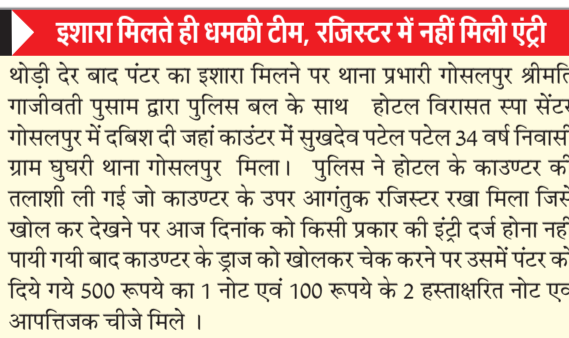 इशारा मिलते ही धमकी टीम, रजिस्टर में नहीं मिली एंट्री
थोड़ी देर बाद पंटर का इशारा मिलने पर थाना प्रभारी गोसलपुर श्रीमति
गाजीवती पुसाम द्वारा पुलिस बल के साथ होटल विरासत स्पा सेंटर
गोसलपुर में दबिश दी जहां काउंटर में सुखदेव पटेल पटेल 34 वर्ष निवासी
ग्राम घुघरी थाना गोसलपुर मिला। पुलिस ने होटल के काउण्टर की
तलाशी ली गई जो काउण्टर के उपर आगंतुक रजिस्टर रखा मिला जिसे
खोल कर देखने पर आज दिनांक को किसी प्रकार की इंट्री दर्ज होना नहीं
पायी गयी बाद काउण्टर के ड्राज को खोलकर चेक करने पर उसमें पंटर को
दिये गये 500 रूपये का 1 नोट एवं 100 रूपये के 2 हस्ताक्षरित नोट एवं
आपत्तिजक चीजे मिले ।